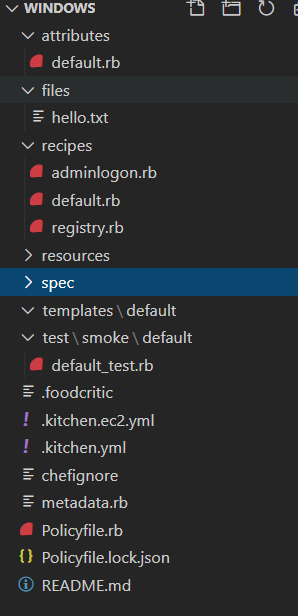 WINDOWS
attributes
default.rb
files
hello.txt
recipes
adminlogon.rb
default.rb
registry.rb
resources
spec
templates \ default
test \ smoke \ default
default_test.rb
.foodcritic
.kitchen.ec2.yml
.kitchen.yml
chefignore
metadata.rb
Policyfile.rb
Policyfile.lock.json
README.md